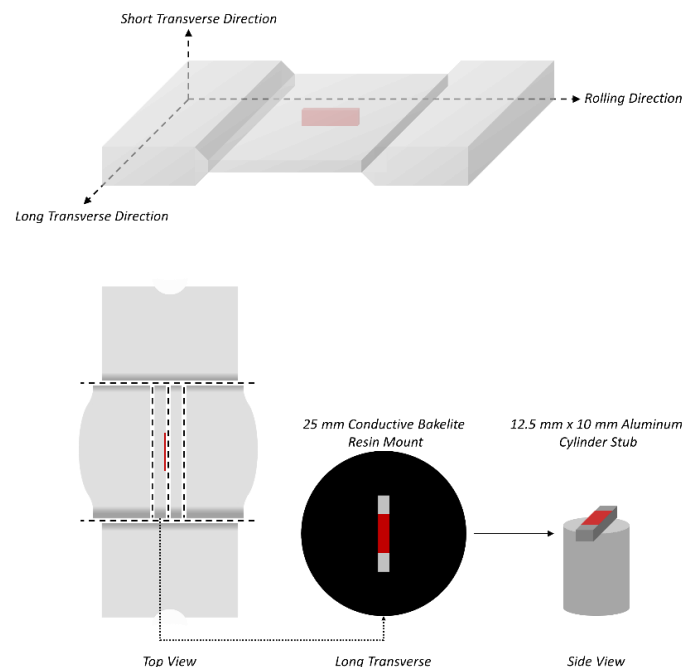 Short Transverse Direction
Rolling Direction
Long Transverse Direction
25 mm Conductive Bakelite
Resin Mount
12.5 mm x 10 mm Aluminum
Cylinder Stub
Top View
Long Transverse
Side View